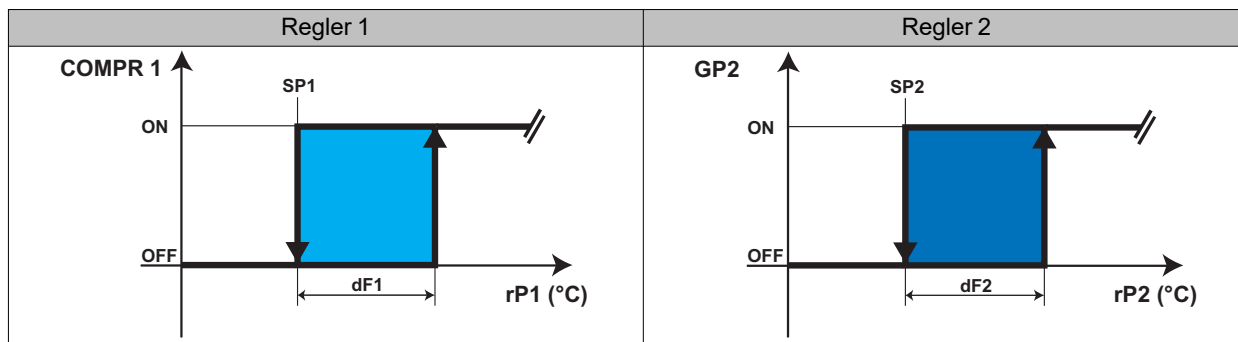 Regler 1
Regler 2
COMPR 1
SP1
ON
OFF
dF1
rP1 (°C)
GP2
SP2
ON
OFF
dF2
rP2 (°C)